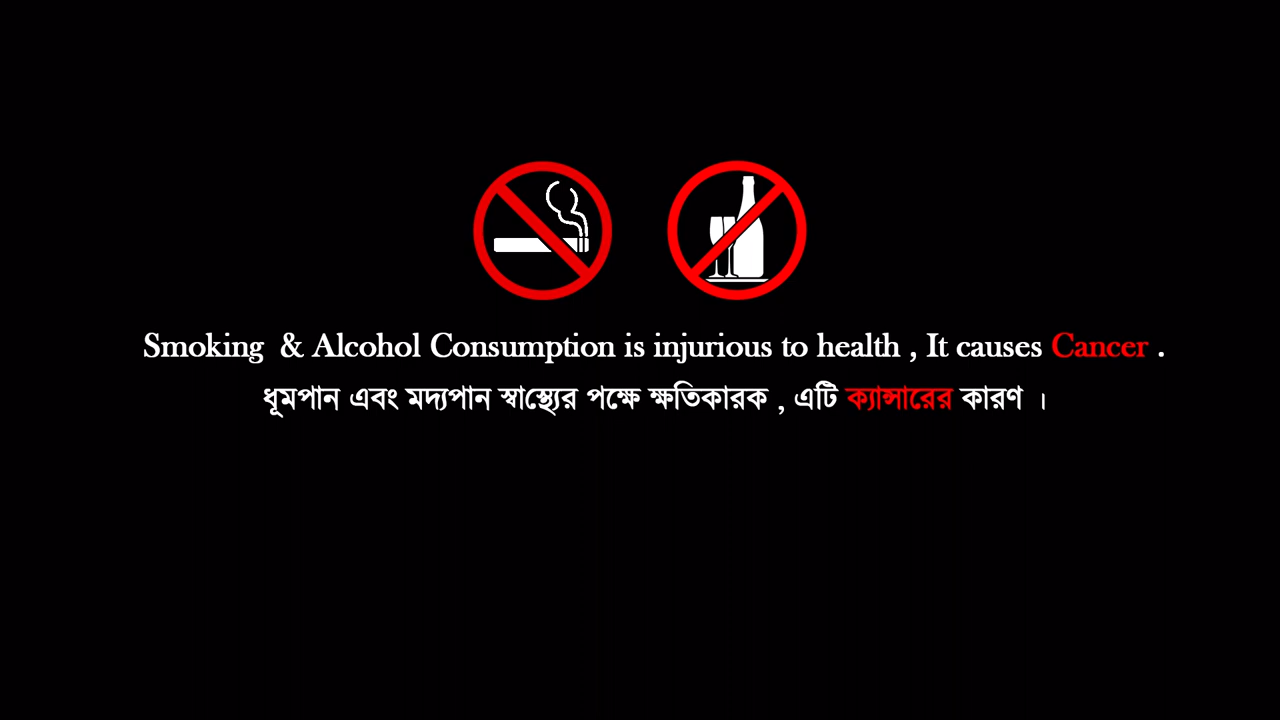 Smoking & Alcohol Consumption is injurious to health , It causes Cancer .
ধূমপান এবং মদ্যপান স্বাস্থ্যের পক্ষে ক্ষতিকারক , এটি ক্যান্সারের কারণ ।